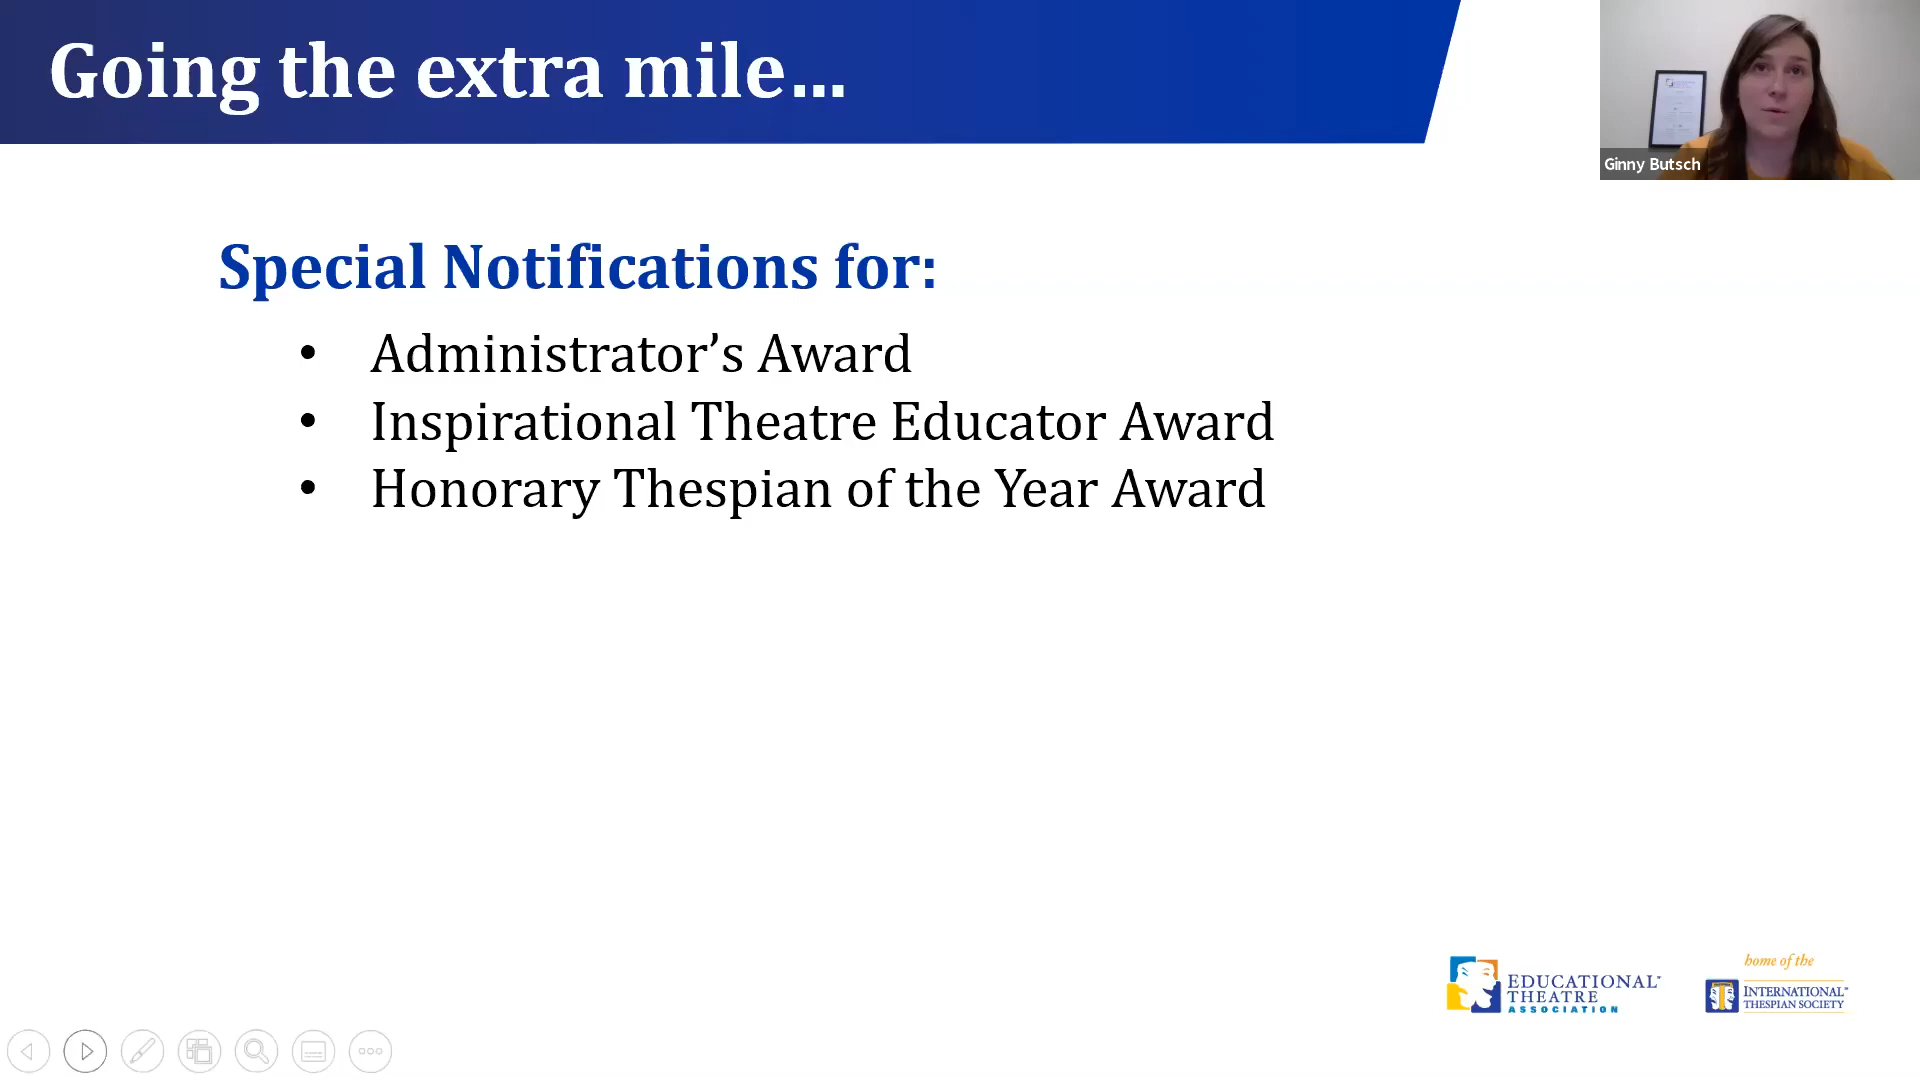 Going the extra mile…
Ginny Butsch
Special Notifications for:
• Administrator’s Award
• Inspirational Theatre Educator Award
• Honorary Thespian of the Year Award
EDUCATIONAL℠
THEATRE
ASSOCIATION
home of the
INTERNATIONAL
THESPIAN SOCIETY